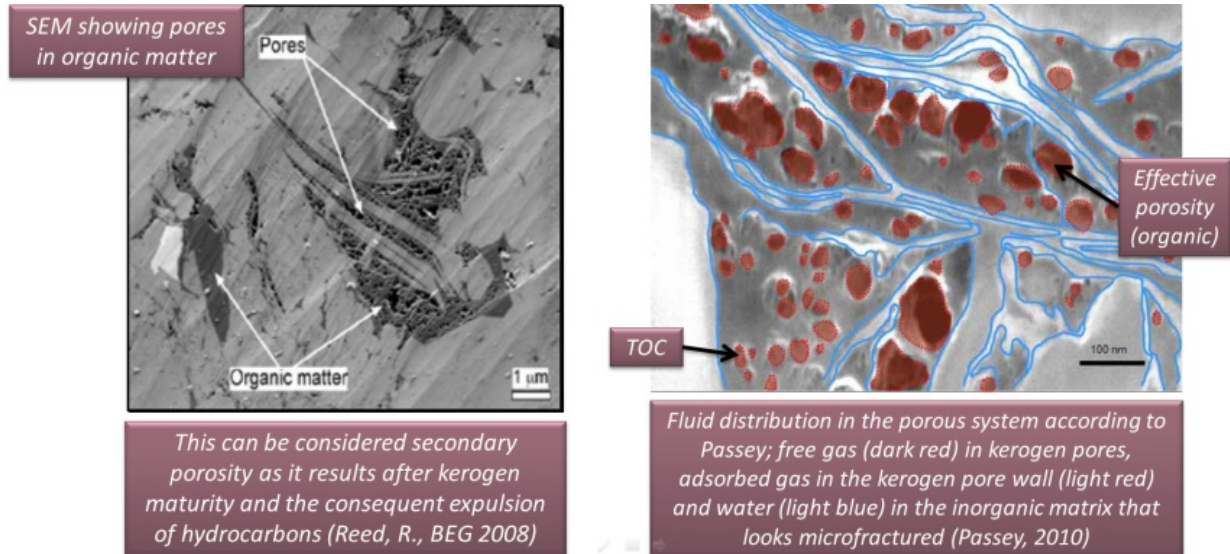 SEM showing pores
in organic matter
Pores
Organic matter
1 μm
This can be considered secondary
porosity as it results after kerogen
maturity and the consequent expulsion
of hydrocarbons (Reed, R., BEG 2008)
Effective
porosity
(organic)
TOC
100 nm
Fluid distribution in the porous system according to
Passey; free gas (dark red) in kerogen pores,
adsorbed gas in the kerogen pore wall (light red)
and water (light blue) in the inorganic matrix that
looks microfractured (Passey, 2010)